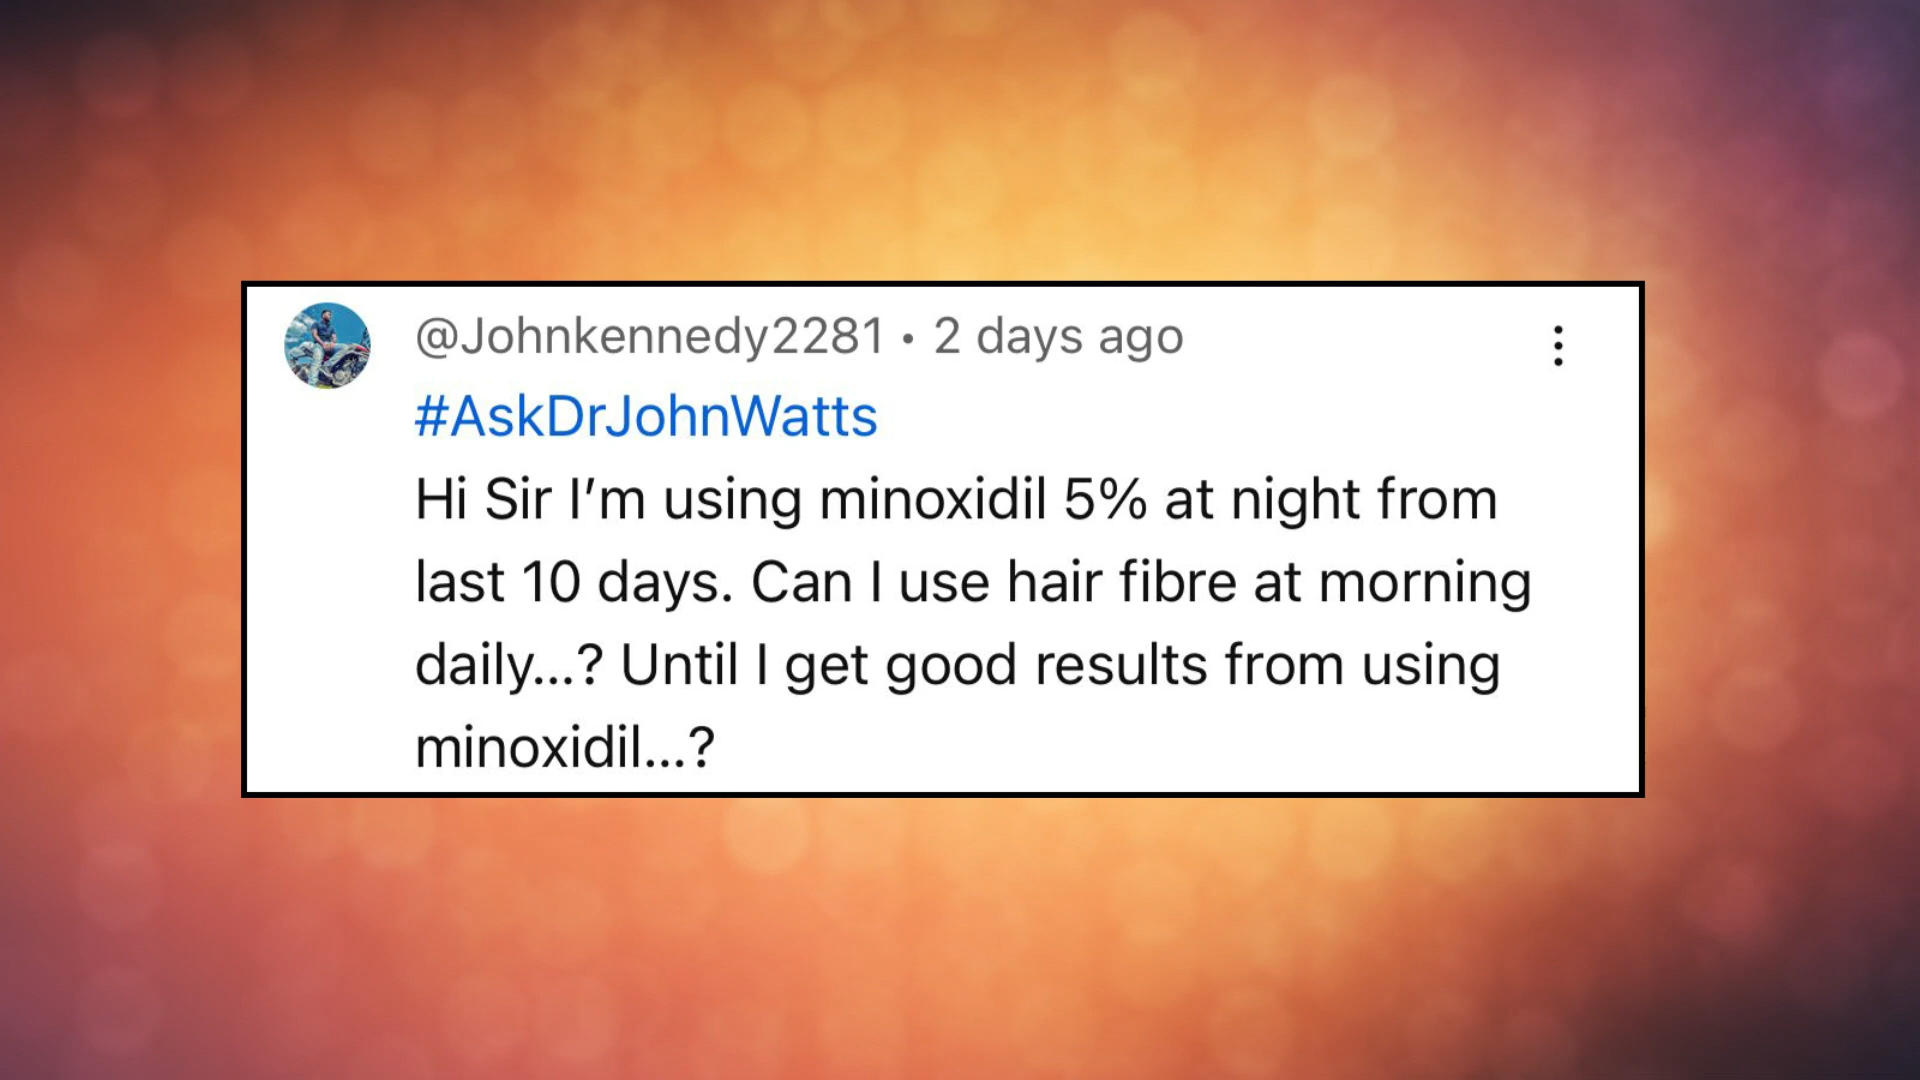 @Johnkennedy2281 • 2 days ago
#AskDrJohnWatts
Hi Sir I’m using minoxidil 5% at night from
last 10 days. Can I use hair fibre at morning
daily...? Until I get good results from using
minoxidil...?